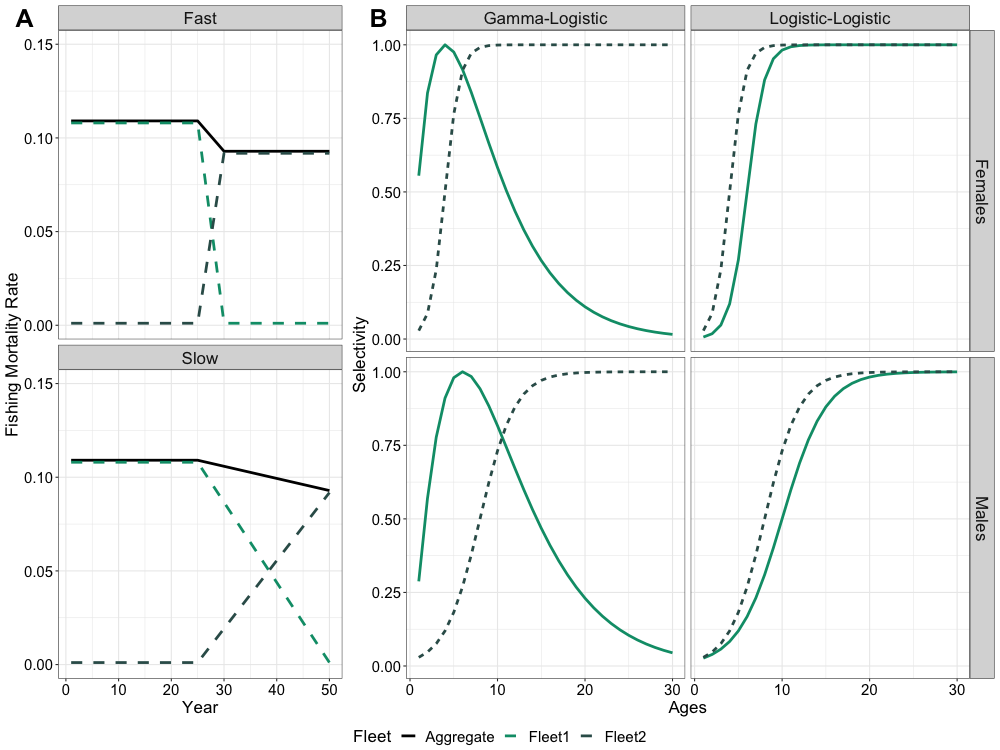 A
Fast
0.15
0.10
0.05
0.00
Slow
0.15
0.10
0.05
0.00
0 10 20 30 40 50
Year
Fishing Mortality Rate
B
Gamma-Logistic Logistic-Logistic
1.00
0.75
0.50
0.25
0.00
Females
1.00
0.75
0.50
0.25
0.00
Males
0 10 20 30 0 10 20 30
Ages
Selectivity
Fleet Aggregate Fleet1 Fleet2